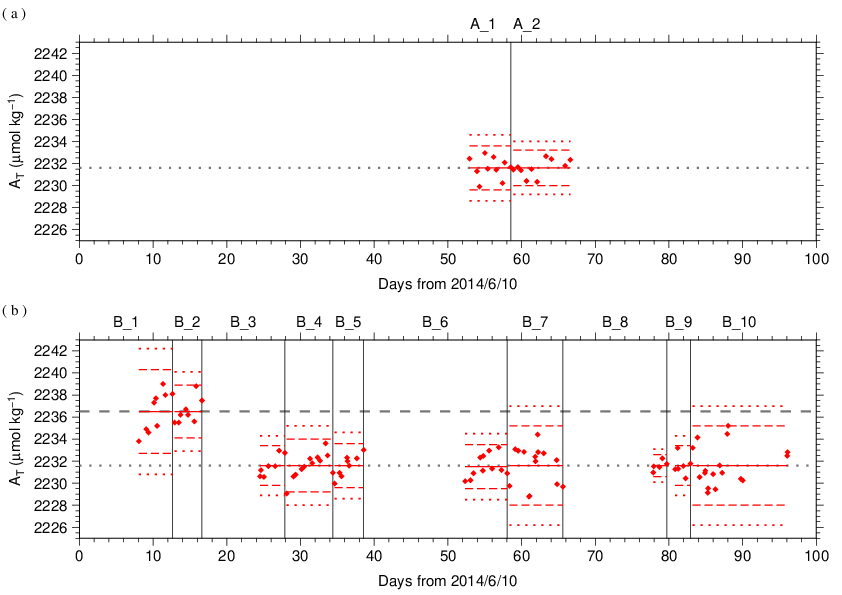 ( a )
A_1 A_2
2242
2240
2238
2236
2234
2232
2230
2228
2226
A_T (µmol kg⁻¹)
0 10 20 30 40 50 60 70 80 90 100
Days from 2014/6/10
( b )
B_1 B_2 B_3 B_4 B_5 B_6 B_7 B_8 B_9 B_10
2242
2240
2238
2236
2234
2232
2230
2228
2226
A_T (µmol kg⁻¹)
0 10 20 30 40 50 60 70 80 90 100
Days from 2014/6/10